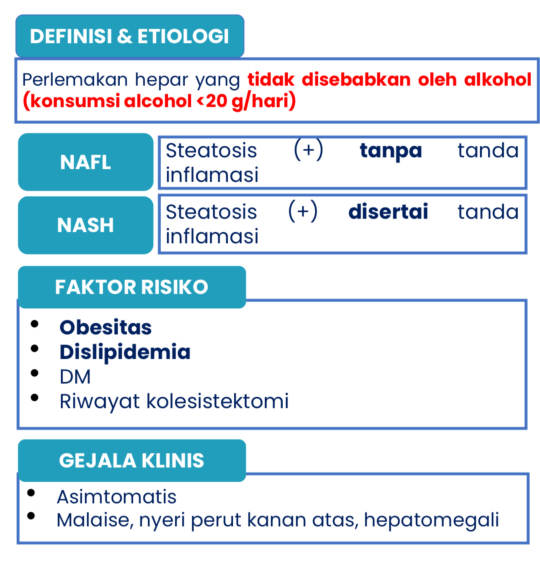 DEFINISI & ETIOLOGI
Perlemakan hepar yang tidak disebabkan oleh alkohol
(konsumsi alcohol <20 g/hari)
NAFL
Steatosis (+) tanpa tanda
inflamasi
NASH
Steatosis (+) disertai tanda
inflamasi
FAKTOR RISIKO
• Obesitas
• Dislipidemia
• DM
• Riwayat kolesistektomi
GEJALA KLINIS
• Asimtomatis
• Malaise, nyeri perut kanan atas, hepatomegali